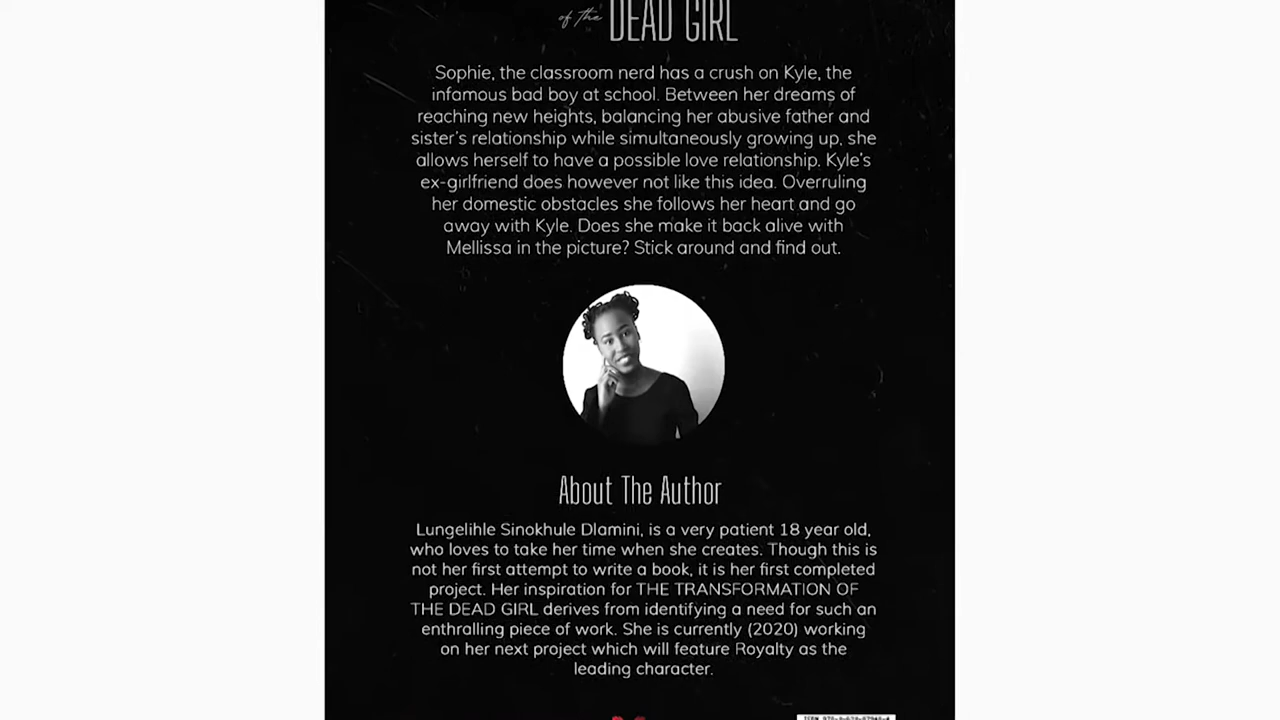 of the DEAD GIRL
Sophie, the classroom nerd has a crush on Kyle, the
infamous bad boy at school. Between her dreams of
reaching new heights, balancing her abusive father and
sister's relationship while simultaneously growing up, she
allows herself to have a possible love relationship. Kyle's
ex-girlfriend does however not like this idea. Overruling
her domestic obstacles she follows her heart and go
away with Kyle. Does she make it back alive with
Mellissa in the picture? Stick around and find out.
About The Author
Lungelihle Sinokhule Dlamini, is a very patient 18 year old,
who loves to take her time when she creates. Though this is
not her first attempt to write a book, it is her first completed
project. Her inspiration for THE TRANSFORMATION OF
THE DEAD GIRL derives from identifying a need for such an
enthralling piece of work. She is currently (2020) working
on her next project which will feature Royalty as the
leading character.